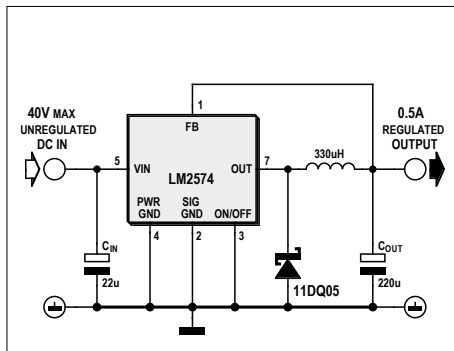 1
40V MAX
UNREGULATED
DC IN
0.5A
REGULATED
OUTPUT
FB
5
VIN
OUT
7
330uH
LM2574
PWR
GND
SIG
GND
ON/OFF
4
2
3
CIN
22u
11DQ05
COUT
220u